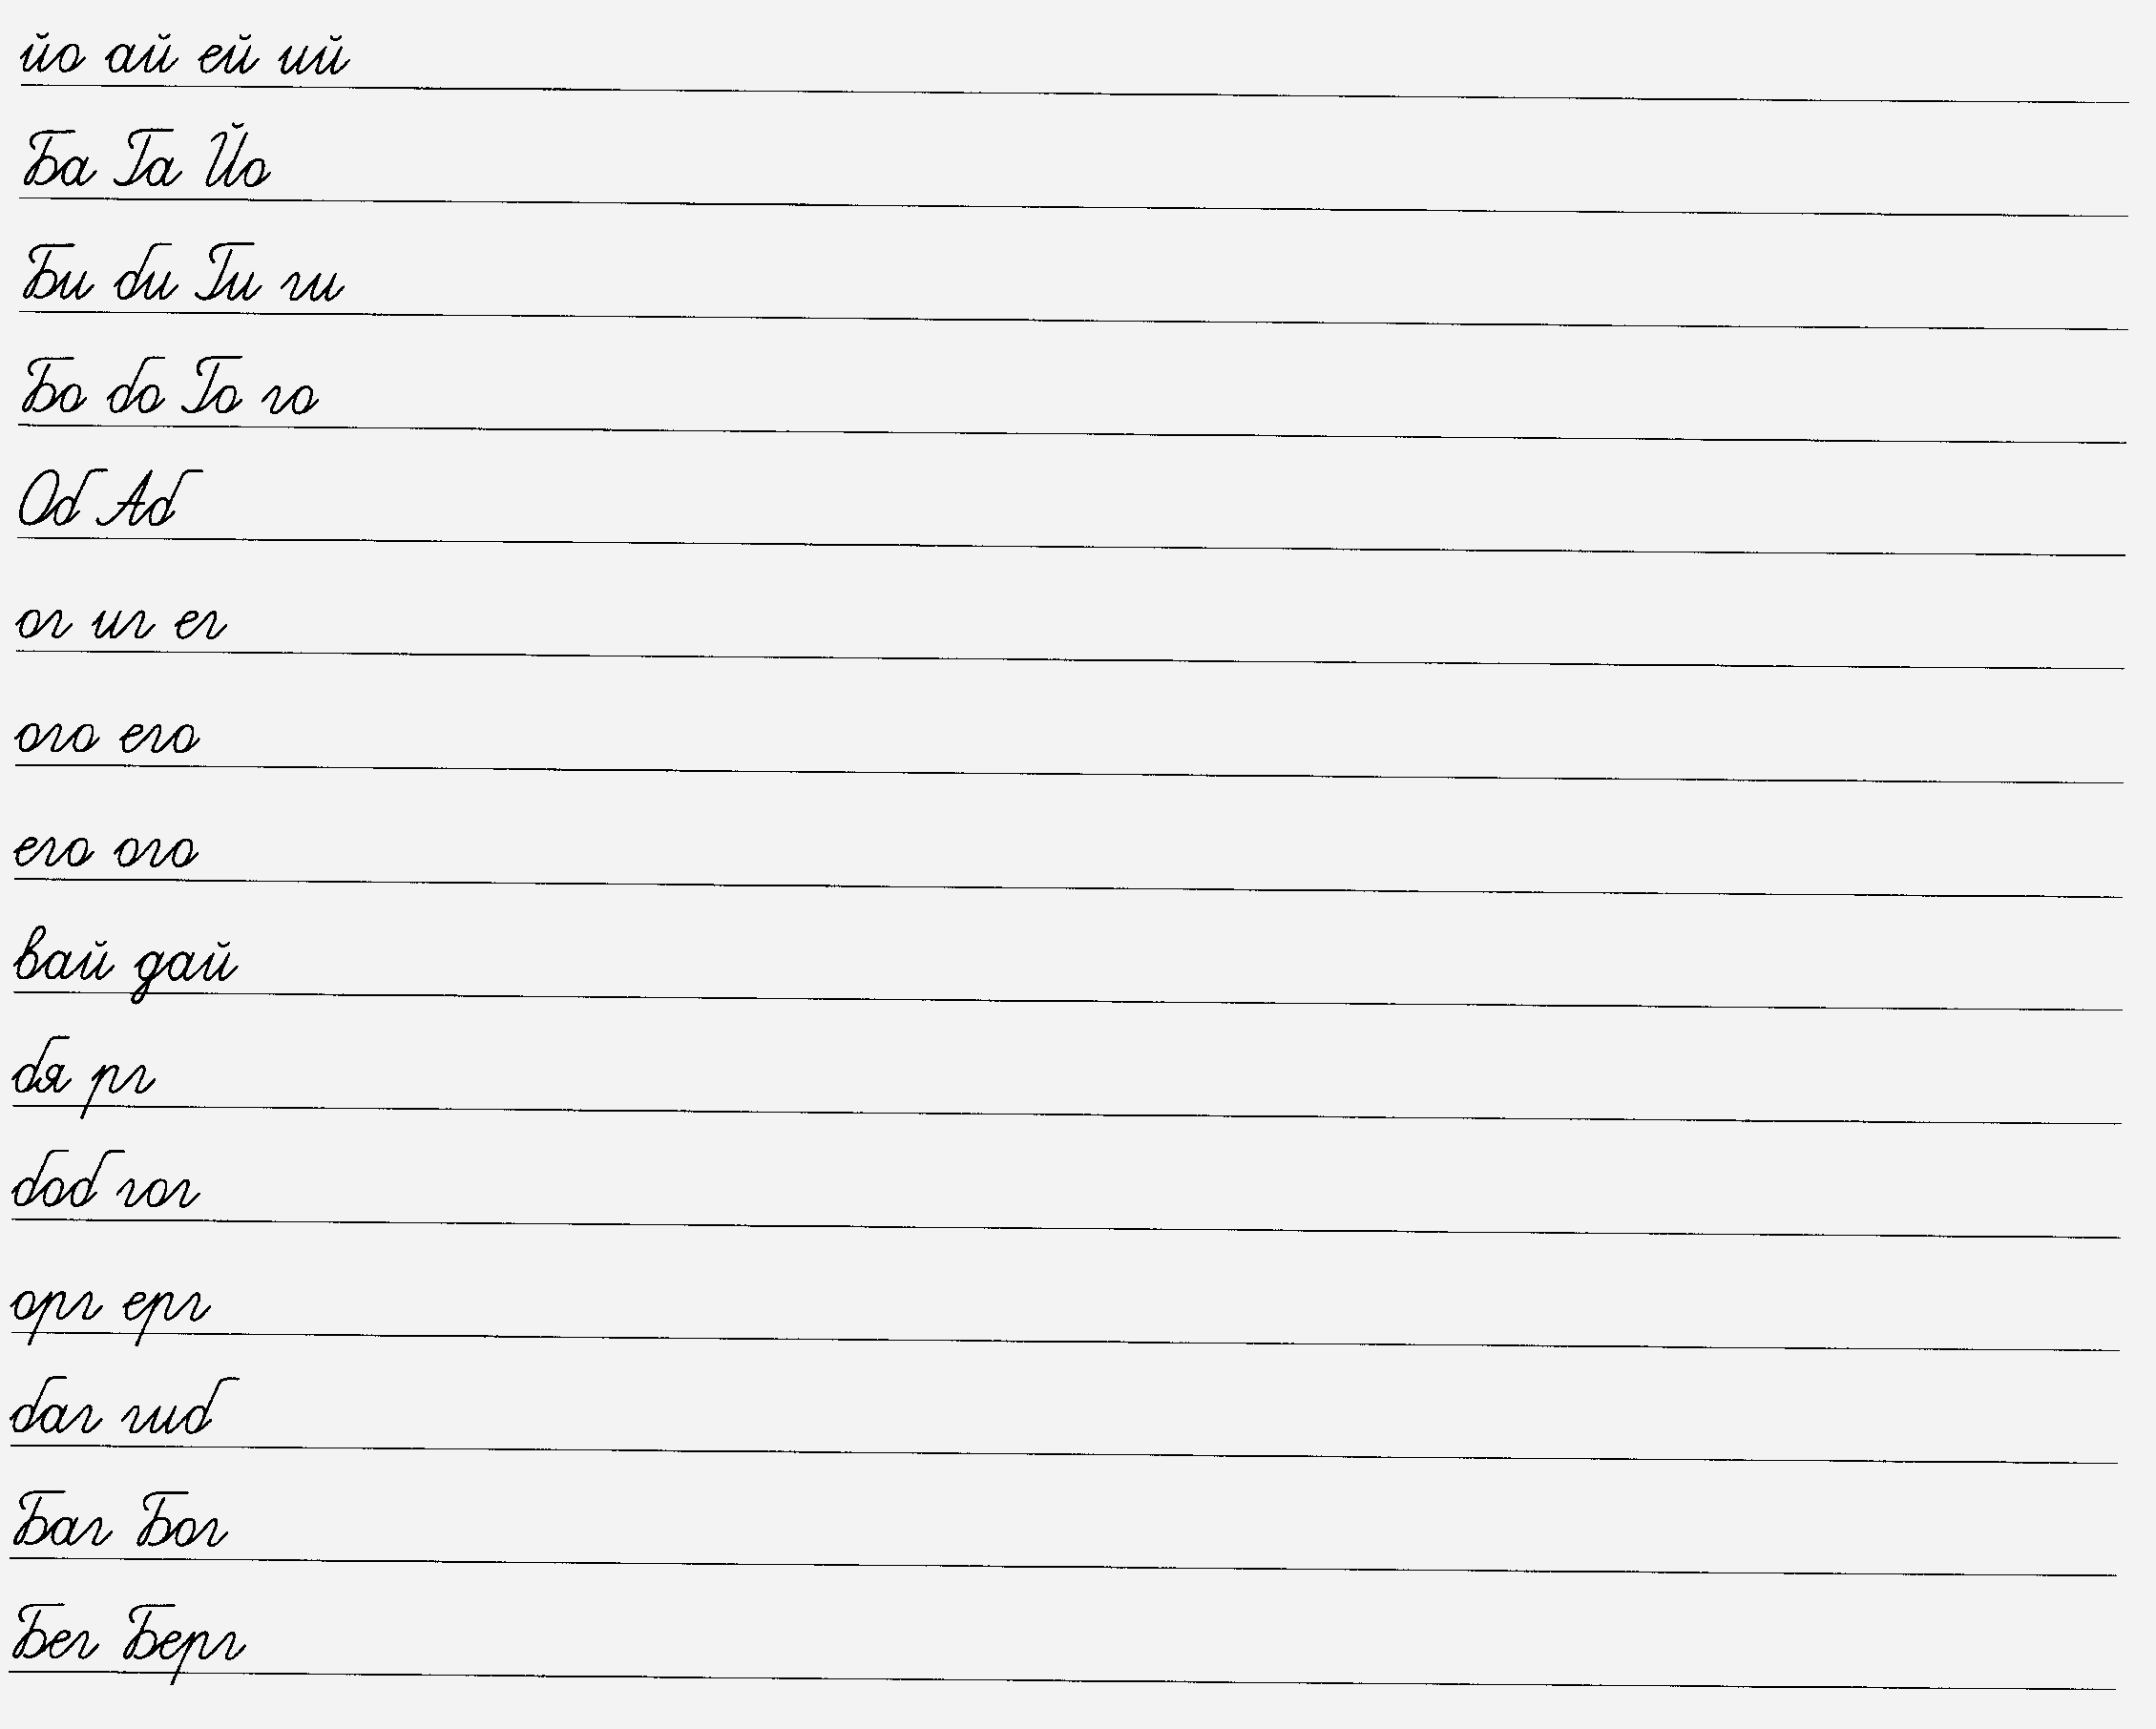 йо ай ей ий
Ба Га Йо
Би би Ги ги
Бо бо Го го
Об Аб
ог иг ег
ого его
его ого
вай дай
бя рг
боб гог
орг ерг
баг гиб
Баг Бог
Бег Берг